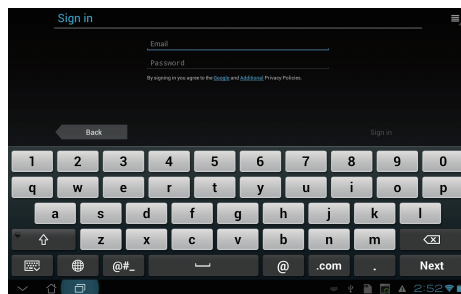 Sign in
Email
Password
By signing in you agree to the Google and Additional Privacy Policies.
Back
Sign in
1 2 3 4 5 6 7 8 9 0
q w e r t y u i o p
a s d f g h j k l
z x c v b n m
@#_ @ .com . Next
2:52